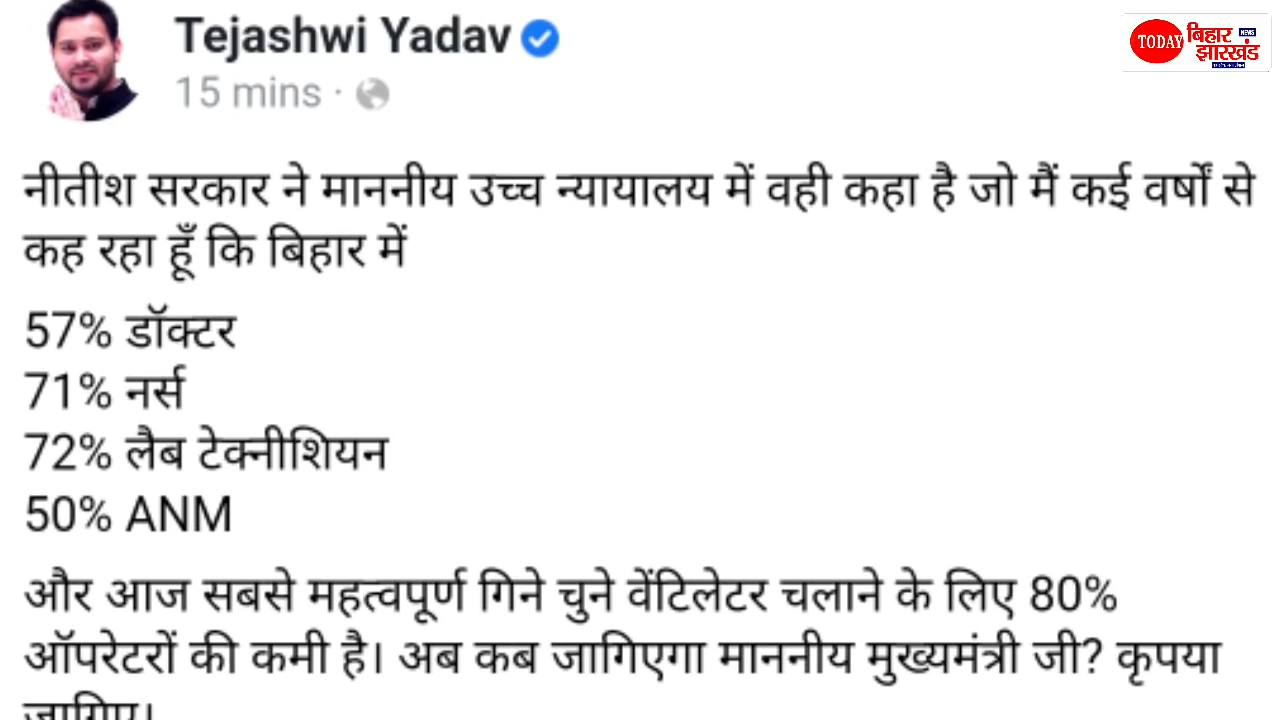 Tejashwi Yadav
15 mins ·
TODAY बिहार NEWS
झारखंड
नीतीश सरकार ने माननीय उच्च न्यायालय में वही कहा है जो मैं कई वर्षों से
कह रहा हूँ कि बिहार में
57% डॉक्टर
71% नर्स
72% लैब टेक्नीशियन
50% ANM
और आज सबसे महत्वपूर्ण गिने चुने वेंटिलेटर चलाने के लिए 80%
ऑपरेटरों की कमी है। अब कब जागिएगा माननीय मुख्यमंत्री जी? कृपया
जागिए।